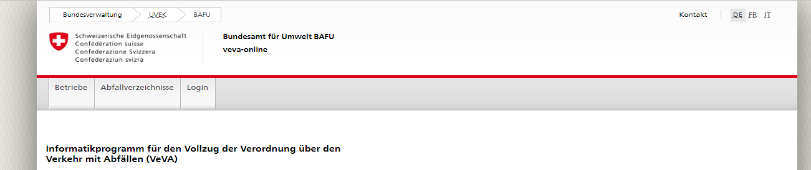 Bundesverwaltung UVEK BAFU Kontakt DE FR IT
Schweizerische Eidgenossenschaft
Confédération suisse
Confederazione Svizzera
Confederaziun svizra
Bundesamt für Umwelt BAFU
veva-online
Betriebe Abfallverzeichnisse Login
Informatikprogramm für den Vollzug der Verordnung über den
Verkehr mit Abfällen (VeVA)